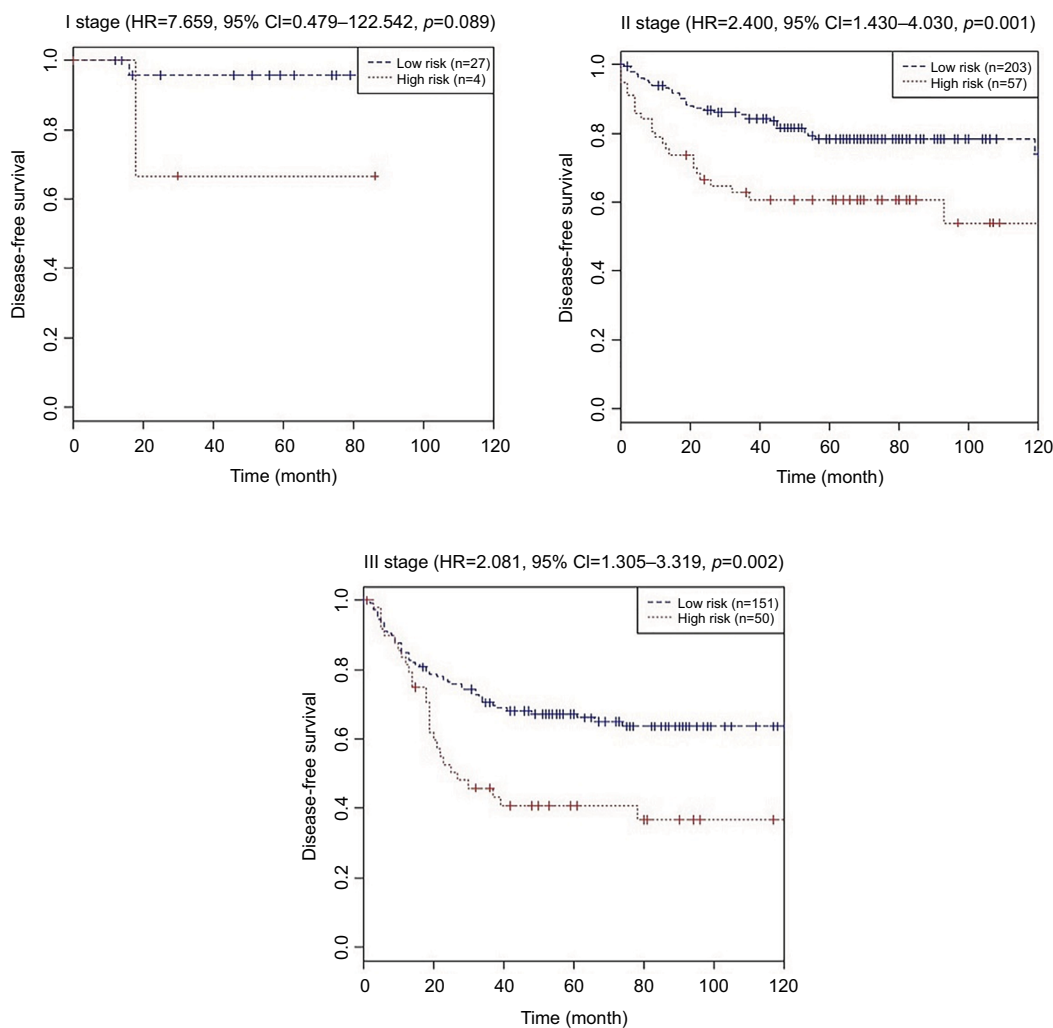 I stage (HR=7.659, 95% CI=0.479–122.542, p=0.089)
Low risk (n=27)
High risk (n=4)
1.0
0.8
0.6
0.4
0.2
0.0
Disease-free survival
0 20 40 60 80 100 120
Time (month)
II stage (HR=2.400, 95% CI=1.430–4.030, p=0.001)
Low risk (n=203)
High risk (n=57)
1.0
0.8
0.6
0.4
0.2
0.0
Disease-free survival
0 20 40 60 80 100 120
Time (month)
III stage (HR=2.081, 95% CI=1.305–3.319, p=0.002)
Low risk (n=151)
High risk (n=50)
1.0
0.8
0.6
0.4
0.2
0.0
Disease-free survival
0 20 40 60 80 100 120
Time (month)